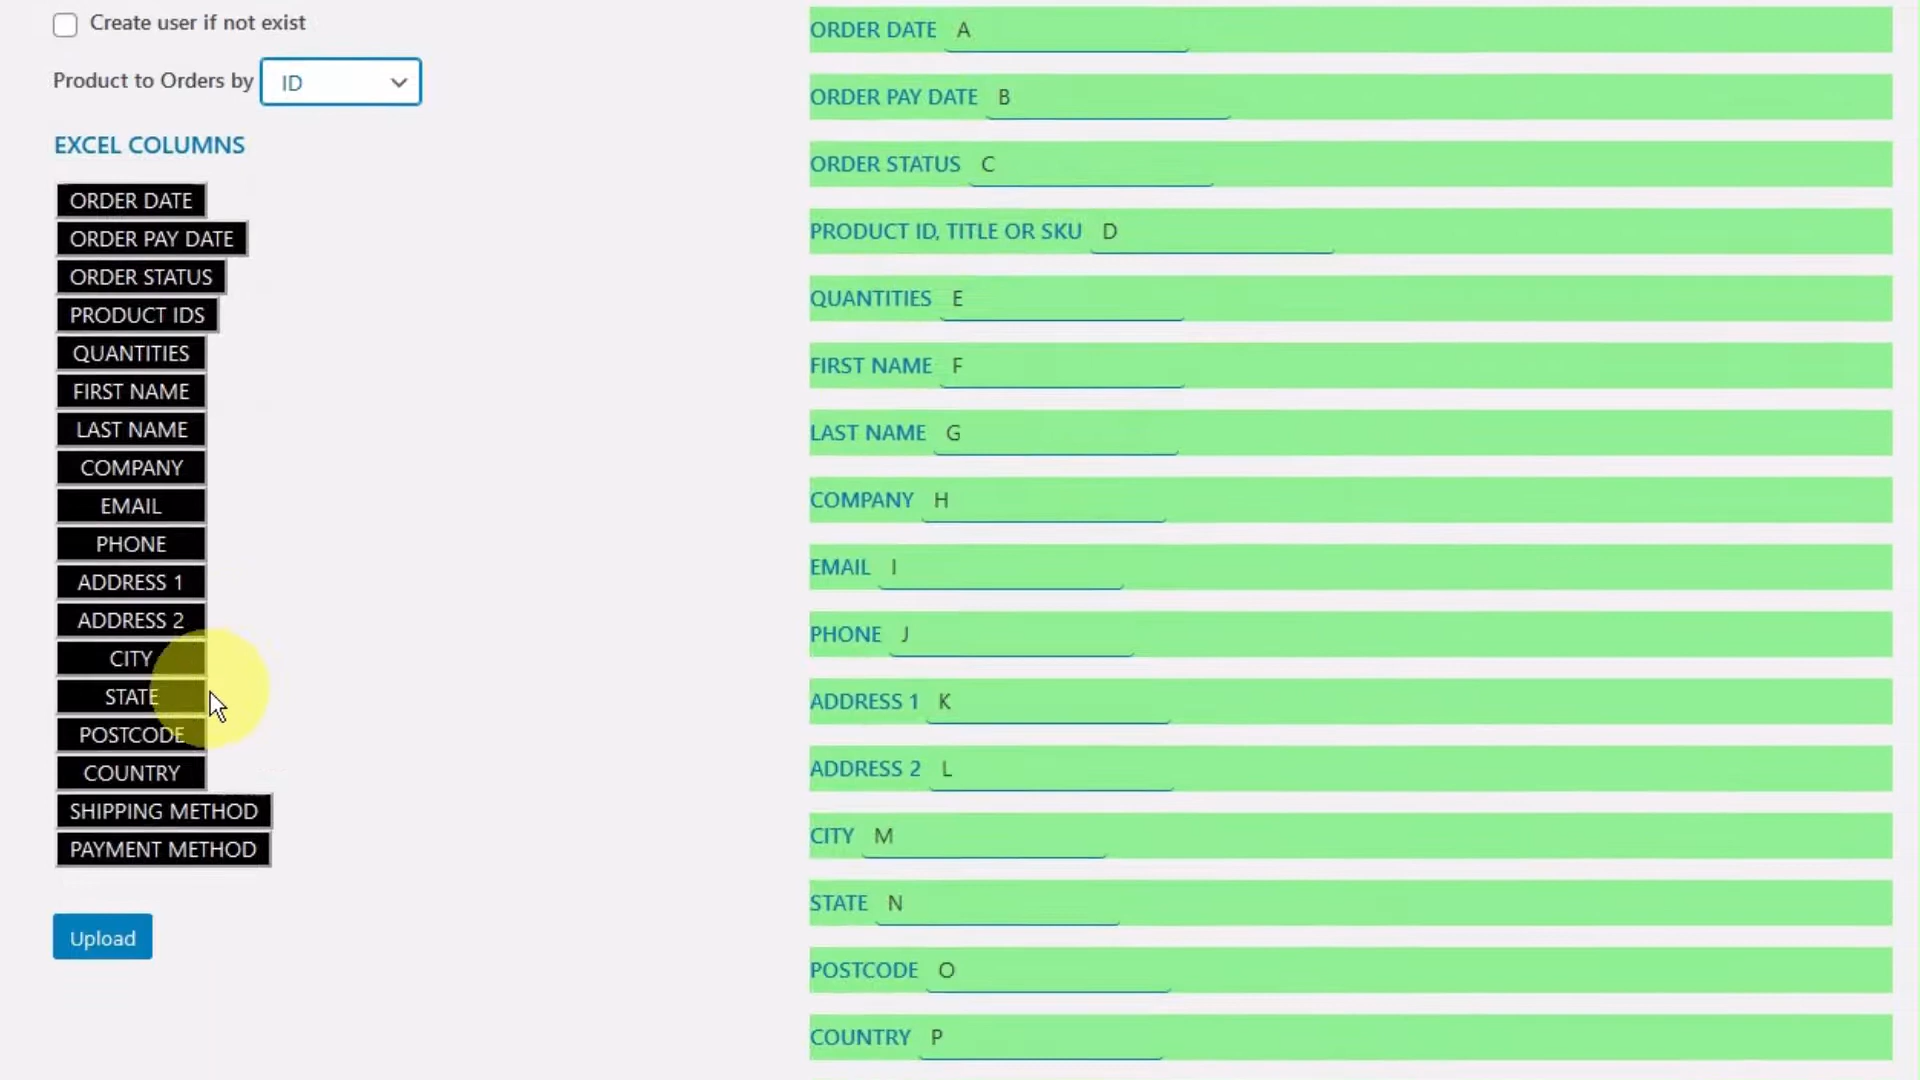 Create user if not exist
Product to Orders by ID
EXCEL COLUMNS
ORDER DATE
ORDER PAY DATE
ORDER STATUS
PRODUCT IDS
QUANTITIES
FIRST NAME
LAST NAME
COMPANY
EMAIL
PHONE
ADDRESS 1
ADDRESS 2
CITY
STATE
POSTCODE
COUNTRY
SHIPPING METHOD
PAYMENT METHOD
Upload
ORDER DATE A
ORDER PAY DATE B
ORDER STATUS C
PRODUCT ID, TITLE OR SKU D
QUANTITIES E
FIRST NAME F
LAST NAME G
COMPANY H
EMAIL I
PHONE J
ADDRESS 1 K
ADDRESS 2 L
CITY M
STATE N
POSTCODE O
COUNTRY P